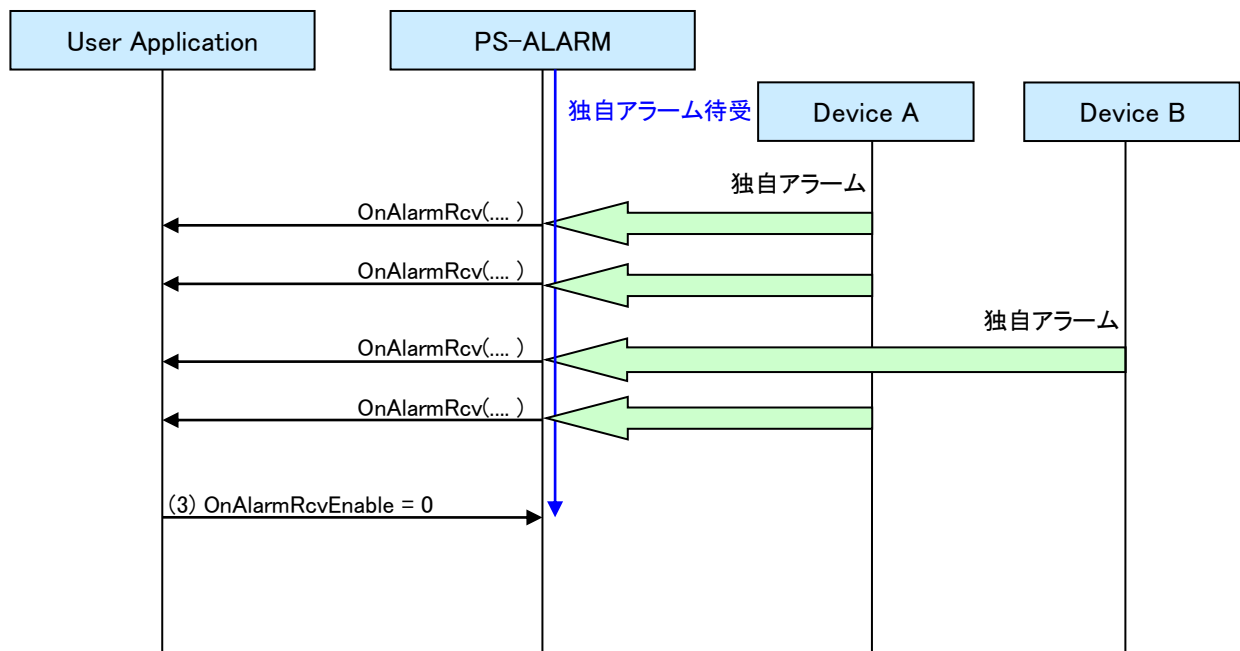 User Application
PS-ALARM
独自アラーム待受
Device A
Device B
独自アラーム
OnAlarmRcv(.... )
OnAlarmRcv(.... )
独自アラーム
OnAlarmRcv(.... )
OnAlarmRcv(.... )
(3) OnAlarmRcvEnable = 0